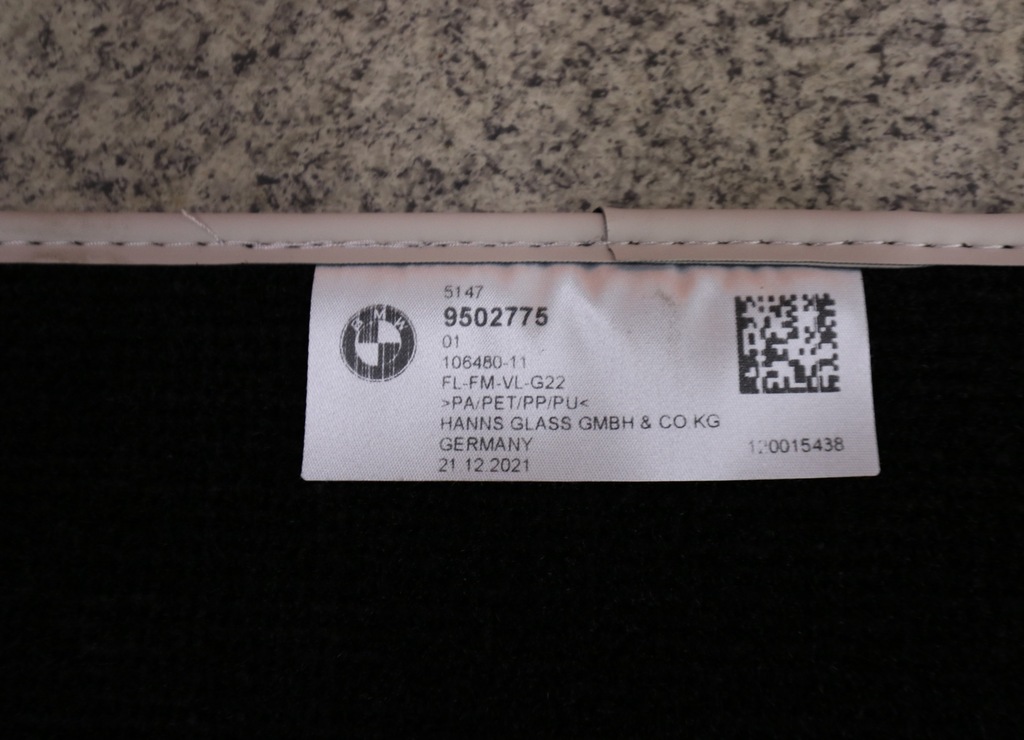 5147
BMW
9502775
01
106480-11
FL-FM-VL-G22
>PA/PET/PP/PU<
HANNS GLASS GMBH & CO KG
GERMANY
21.12.2021